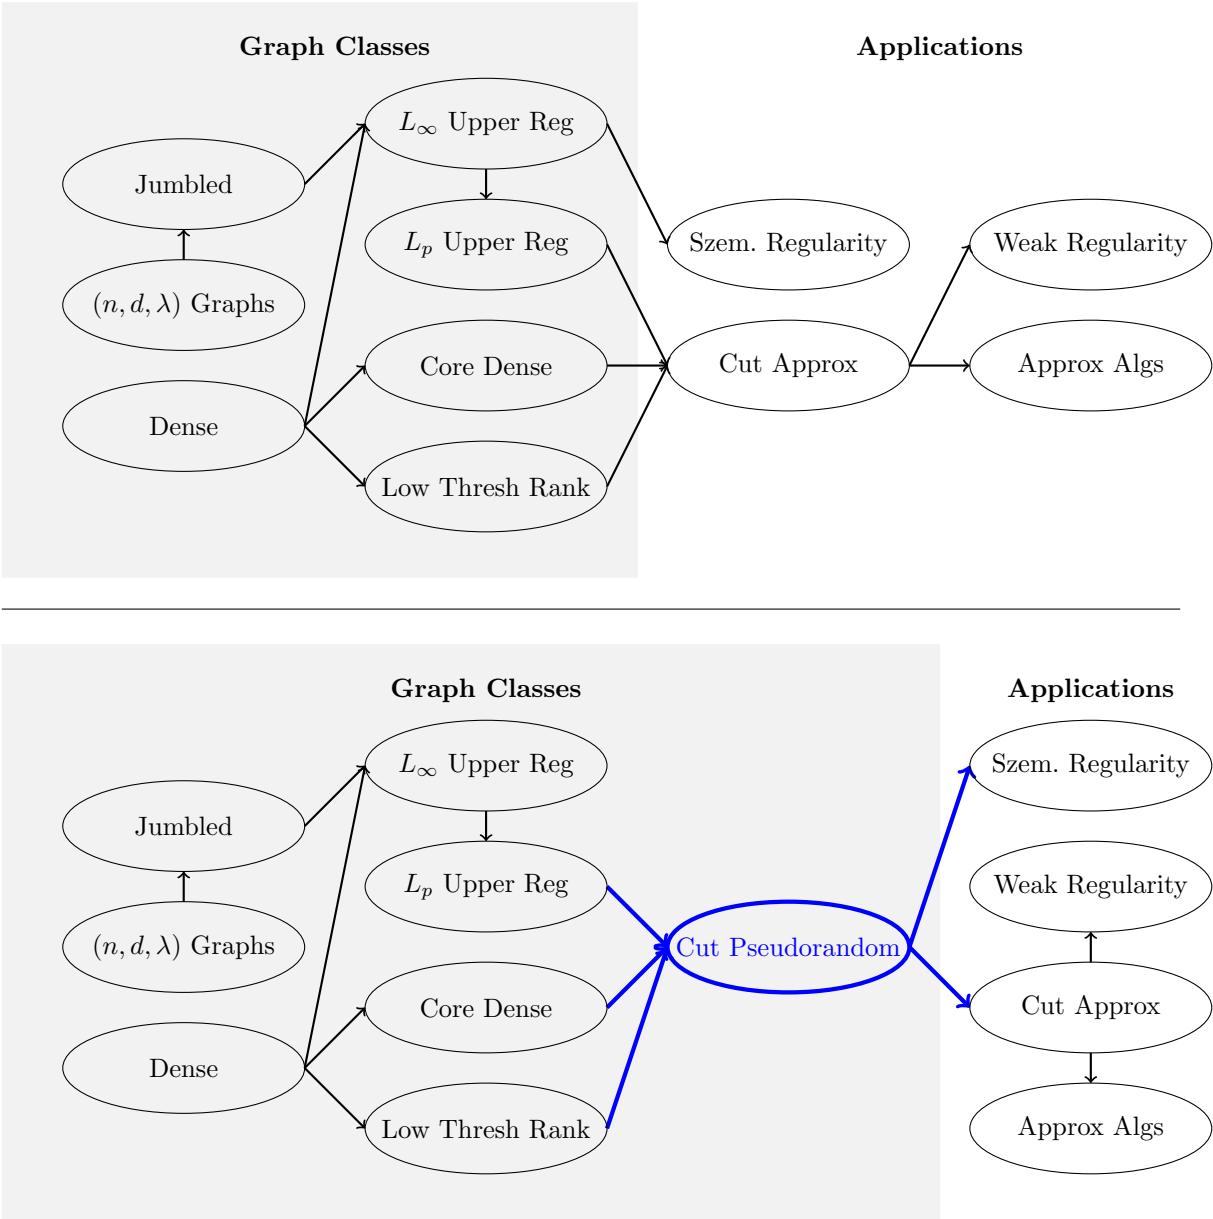 Graph Classes
Applications
L∞ Upper Reg
Jumbled
Lp Upper Reg
Szem. Regularity
Weak Regularity
(n, d, λ) Graphs
Core Dense
Cut Approx
Approx Algs
Dense
Low Thresh Rank
Graph Classes
Applications
L∞ Upper Reg
Szem. Regularity
Jumbled
Lp Upper Reg
Weak Regularity
(n, d, λ) Graphs
Cut Pseudorandom
Core Dense
Cut Approx
Dense
Low Thresh Rank
Approx Algs